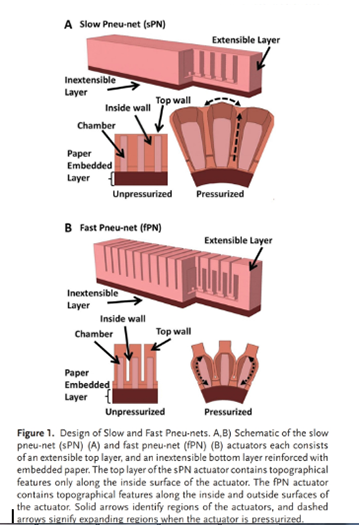 A Slow Pneu-net (sPN)
Extensible Layer
Inextensible
Layer
Inside wall
Top wall
Chamber
Paper
Embedded
Layer
Unpressurized
Pressurized
B Fast Pneu-net (fPN)
Extensible Layer
Inextensible
Layer
Inside wall
Chamber
Top wall
Paper
Embedded
Layer
Unpressurized
Pressurized
Figure 1. Design of Slow and Fast Pneu-nets. A,B) Schematic of the slow
pneu-net (sPN) (A) and fast pneu-net (fPN) (B) actuators each consists
of an extensible top layer, and an inextensible bottom layer reinforced with
embedded paper. The top layer of the sPN actuator contains topographical
features only along the inside surface of the actuator. The fPN actuator
contains topographical features along the inside and outside surfaces of
the actuator. Solid arrows identify regions of the actuators, and dashed
arrows signify expanding regions when the actuator is pressurized.